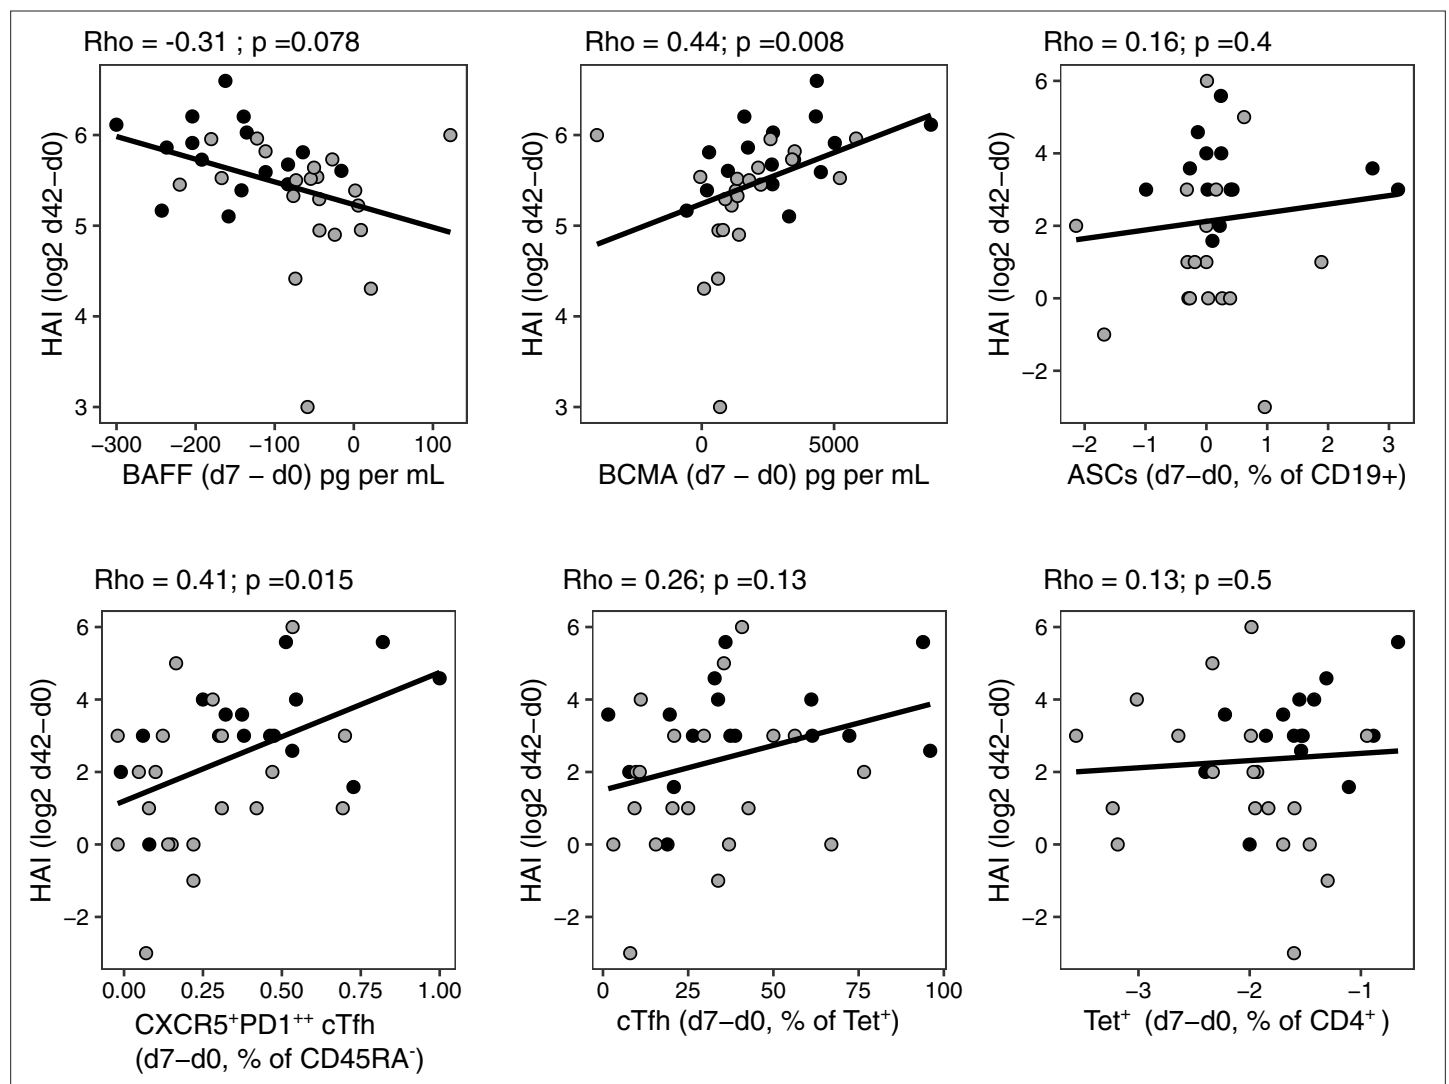 Rho = -0.31 ; p =0.078
HAI (log2 d42−d0)
6
5
4
3
−300 −200 −100 0 100
BAFF (d7 − d0) pg per mL
Rho = 0.44; p =0.008
HAI (log2 d42−d0)
6
5
4
3
0 5000
BCMA (d7 − d0) pg per mL
Rho = 0.16; p =0.4
HAI (log2 d42−d0)
6
4
2
0
−2
−2 −1 0 1 2 3
ASCs (d7−d0, % of CD19+)
Rho = 0.41; p =0.015
HAI (log2 d42−d0)
6
4
2
0
−2
0.00 0.25 0.50 0.75 1.00
CXCR5⁺PD1⁺⁺ cTfh
(d7−d0, % of CD45RA⁻)
Rho = 0.26; p =0.13
HAI (log2 d42−d0)
6
4
2
0
−2
0 25 50 75 100
cTfh (d7−d0, % of Tet⁺)
Rho = 0.13; p =0.5
HAI (log2 d42−d0)
6
4
2
0
−2
−3 −2 −1
Tet⁺ (d7−d0, % of CD4⁺ )